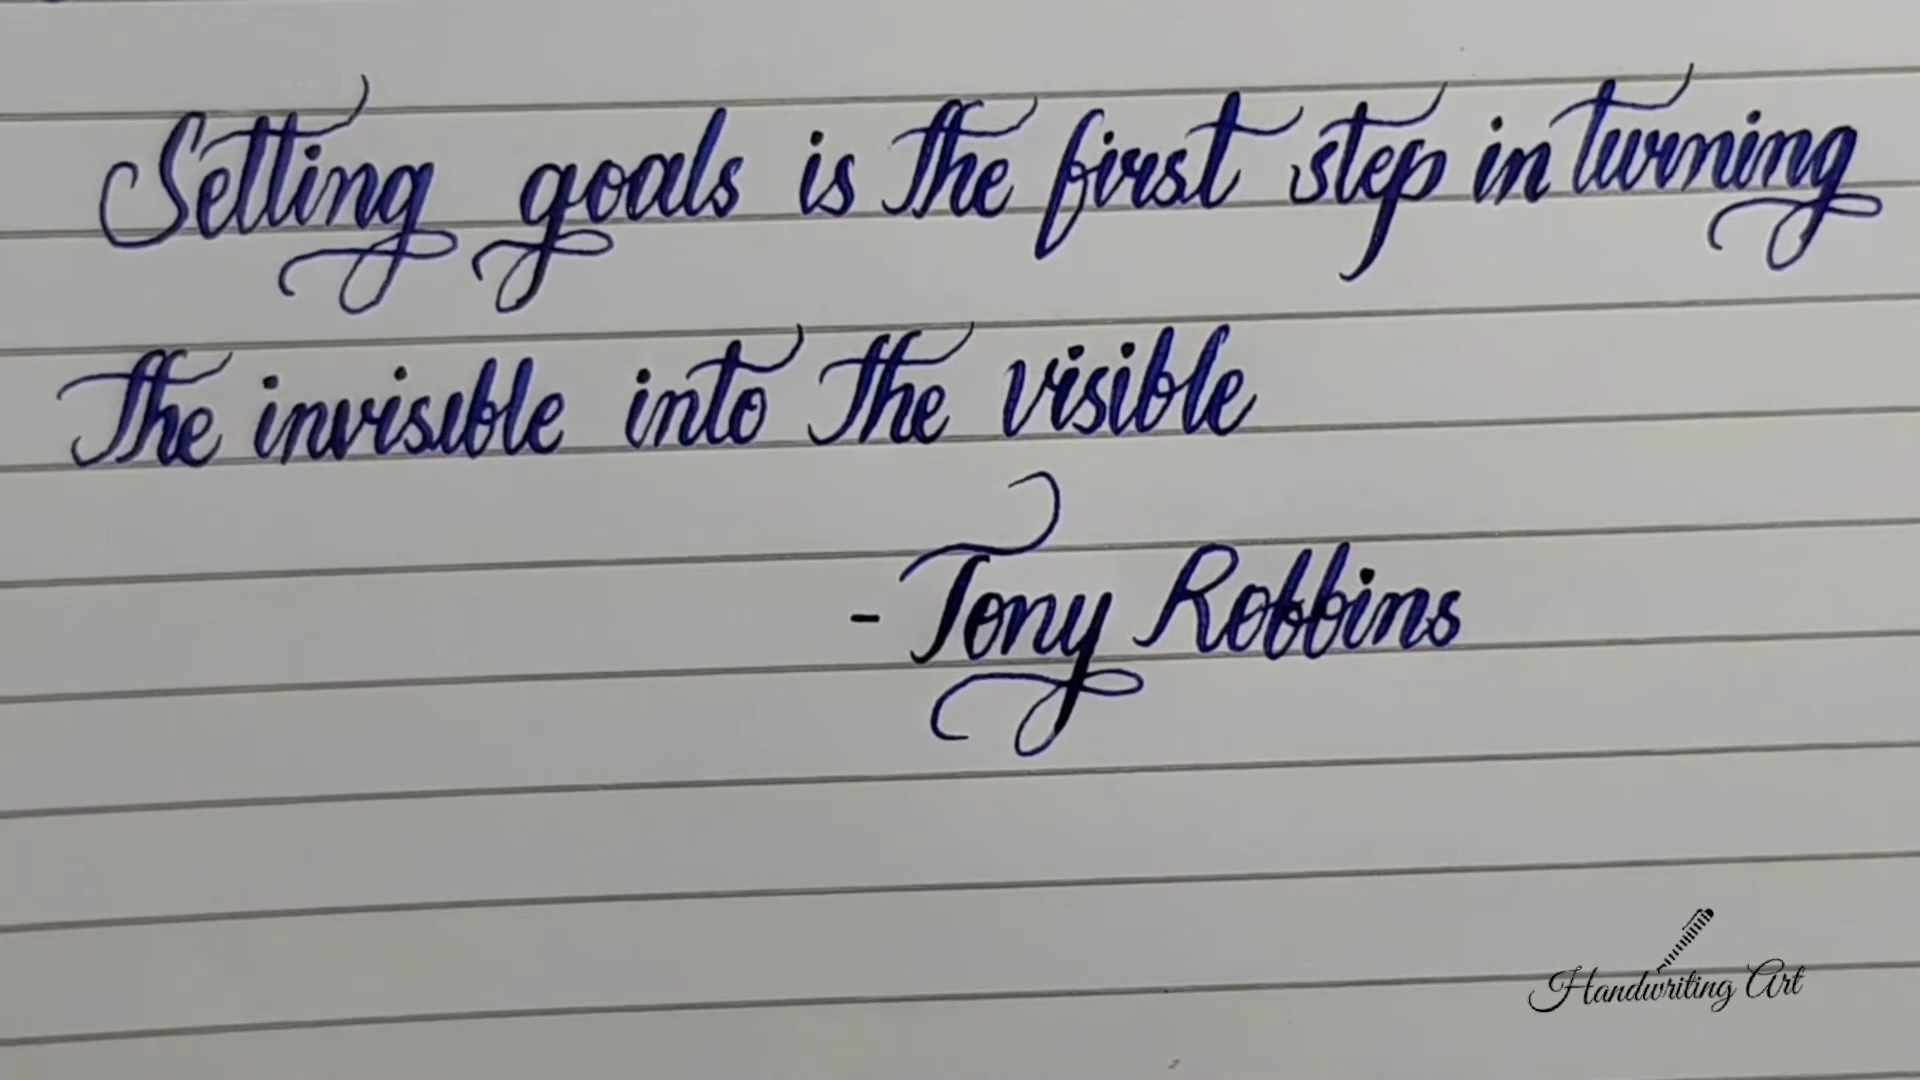 Setting goals is the first step in turning
the invisible into the visible
- Tony Robbins
Handwriting Art